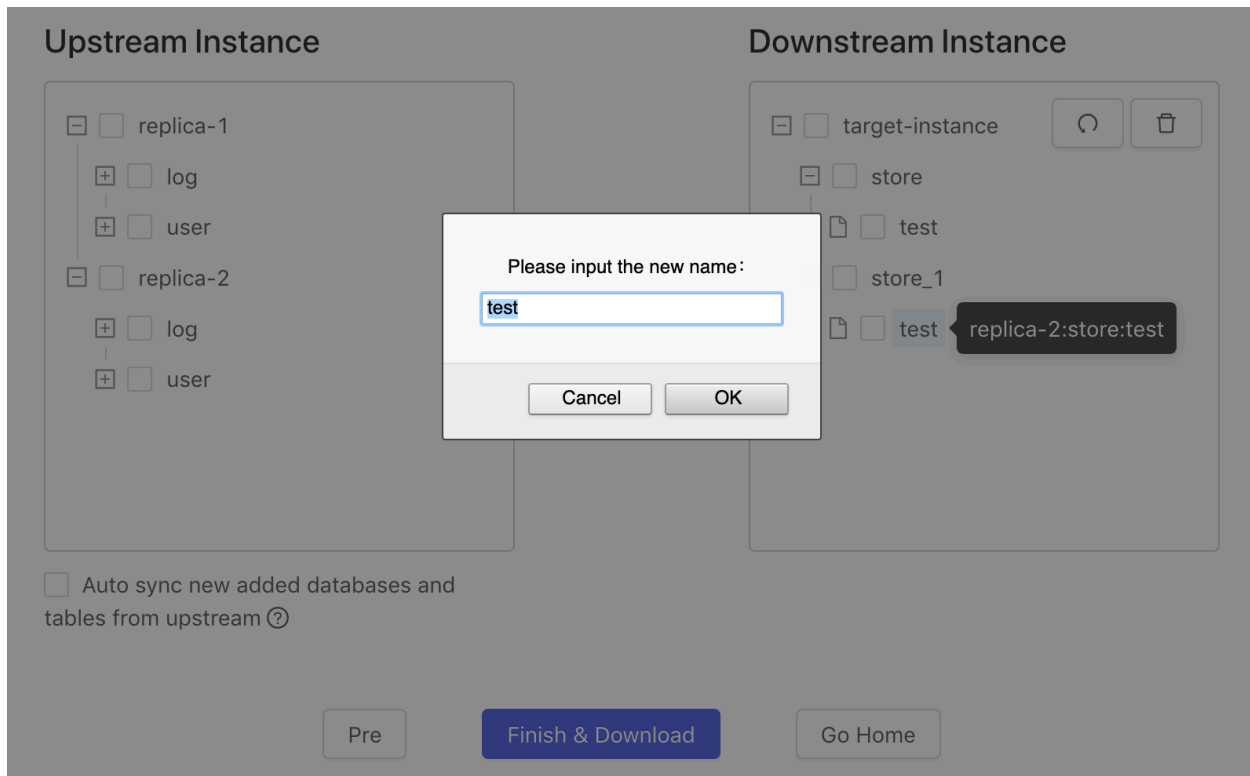 Upstream Instance
replica-1
log
user
replica-2
log
user
Auto sync new added databases and
tables from upstream ?
Downstream Instance
target-instance
store
test
store_1
test
replica-2:store:test
Please input the new name：
test
Cancel
OK
Pre
Finish & Download
Go Home